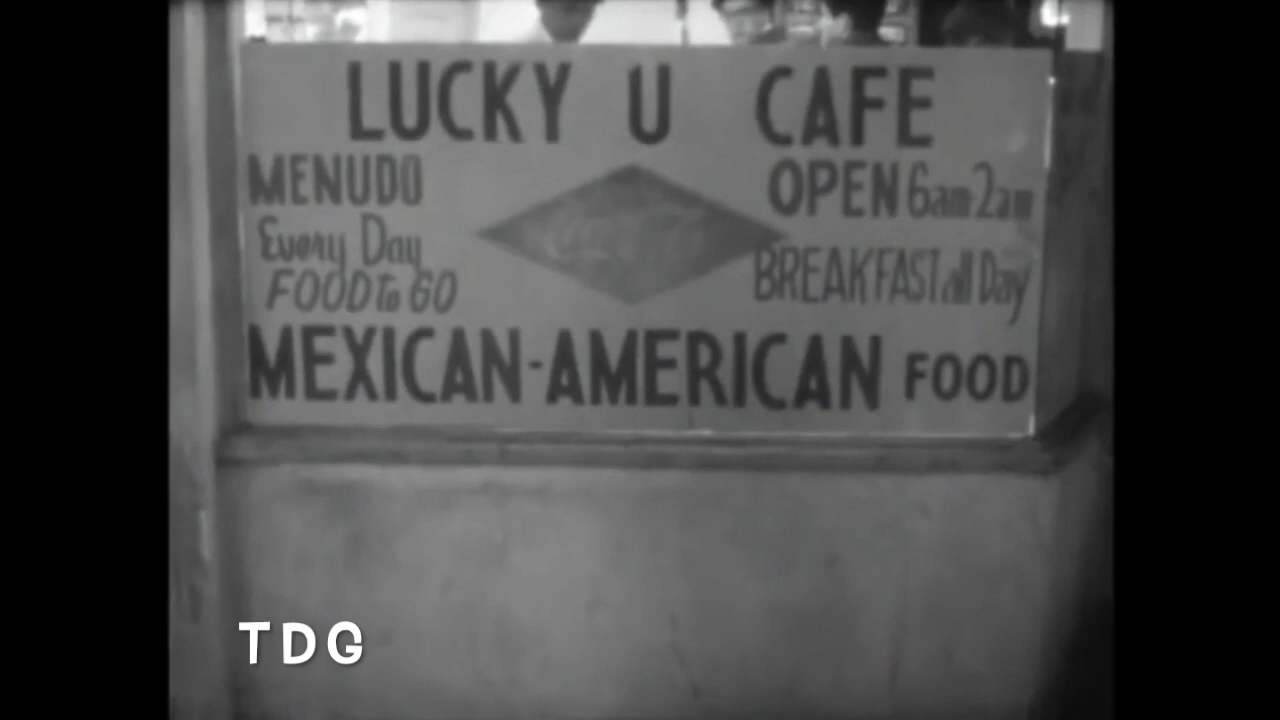 LUCKY U CAFE
MENUDO
Every Day
FOOD to GO
OPEN 6am-2am
BREAKFAST all Day
MEXICAN-AMERICAN FOOD
TDG